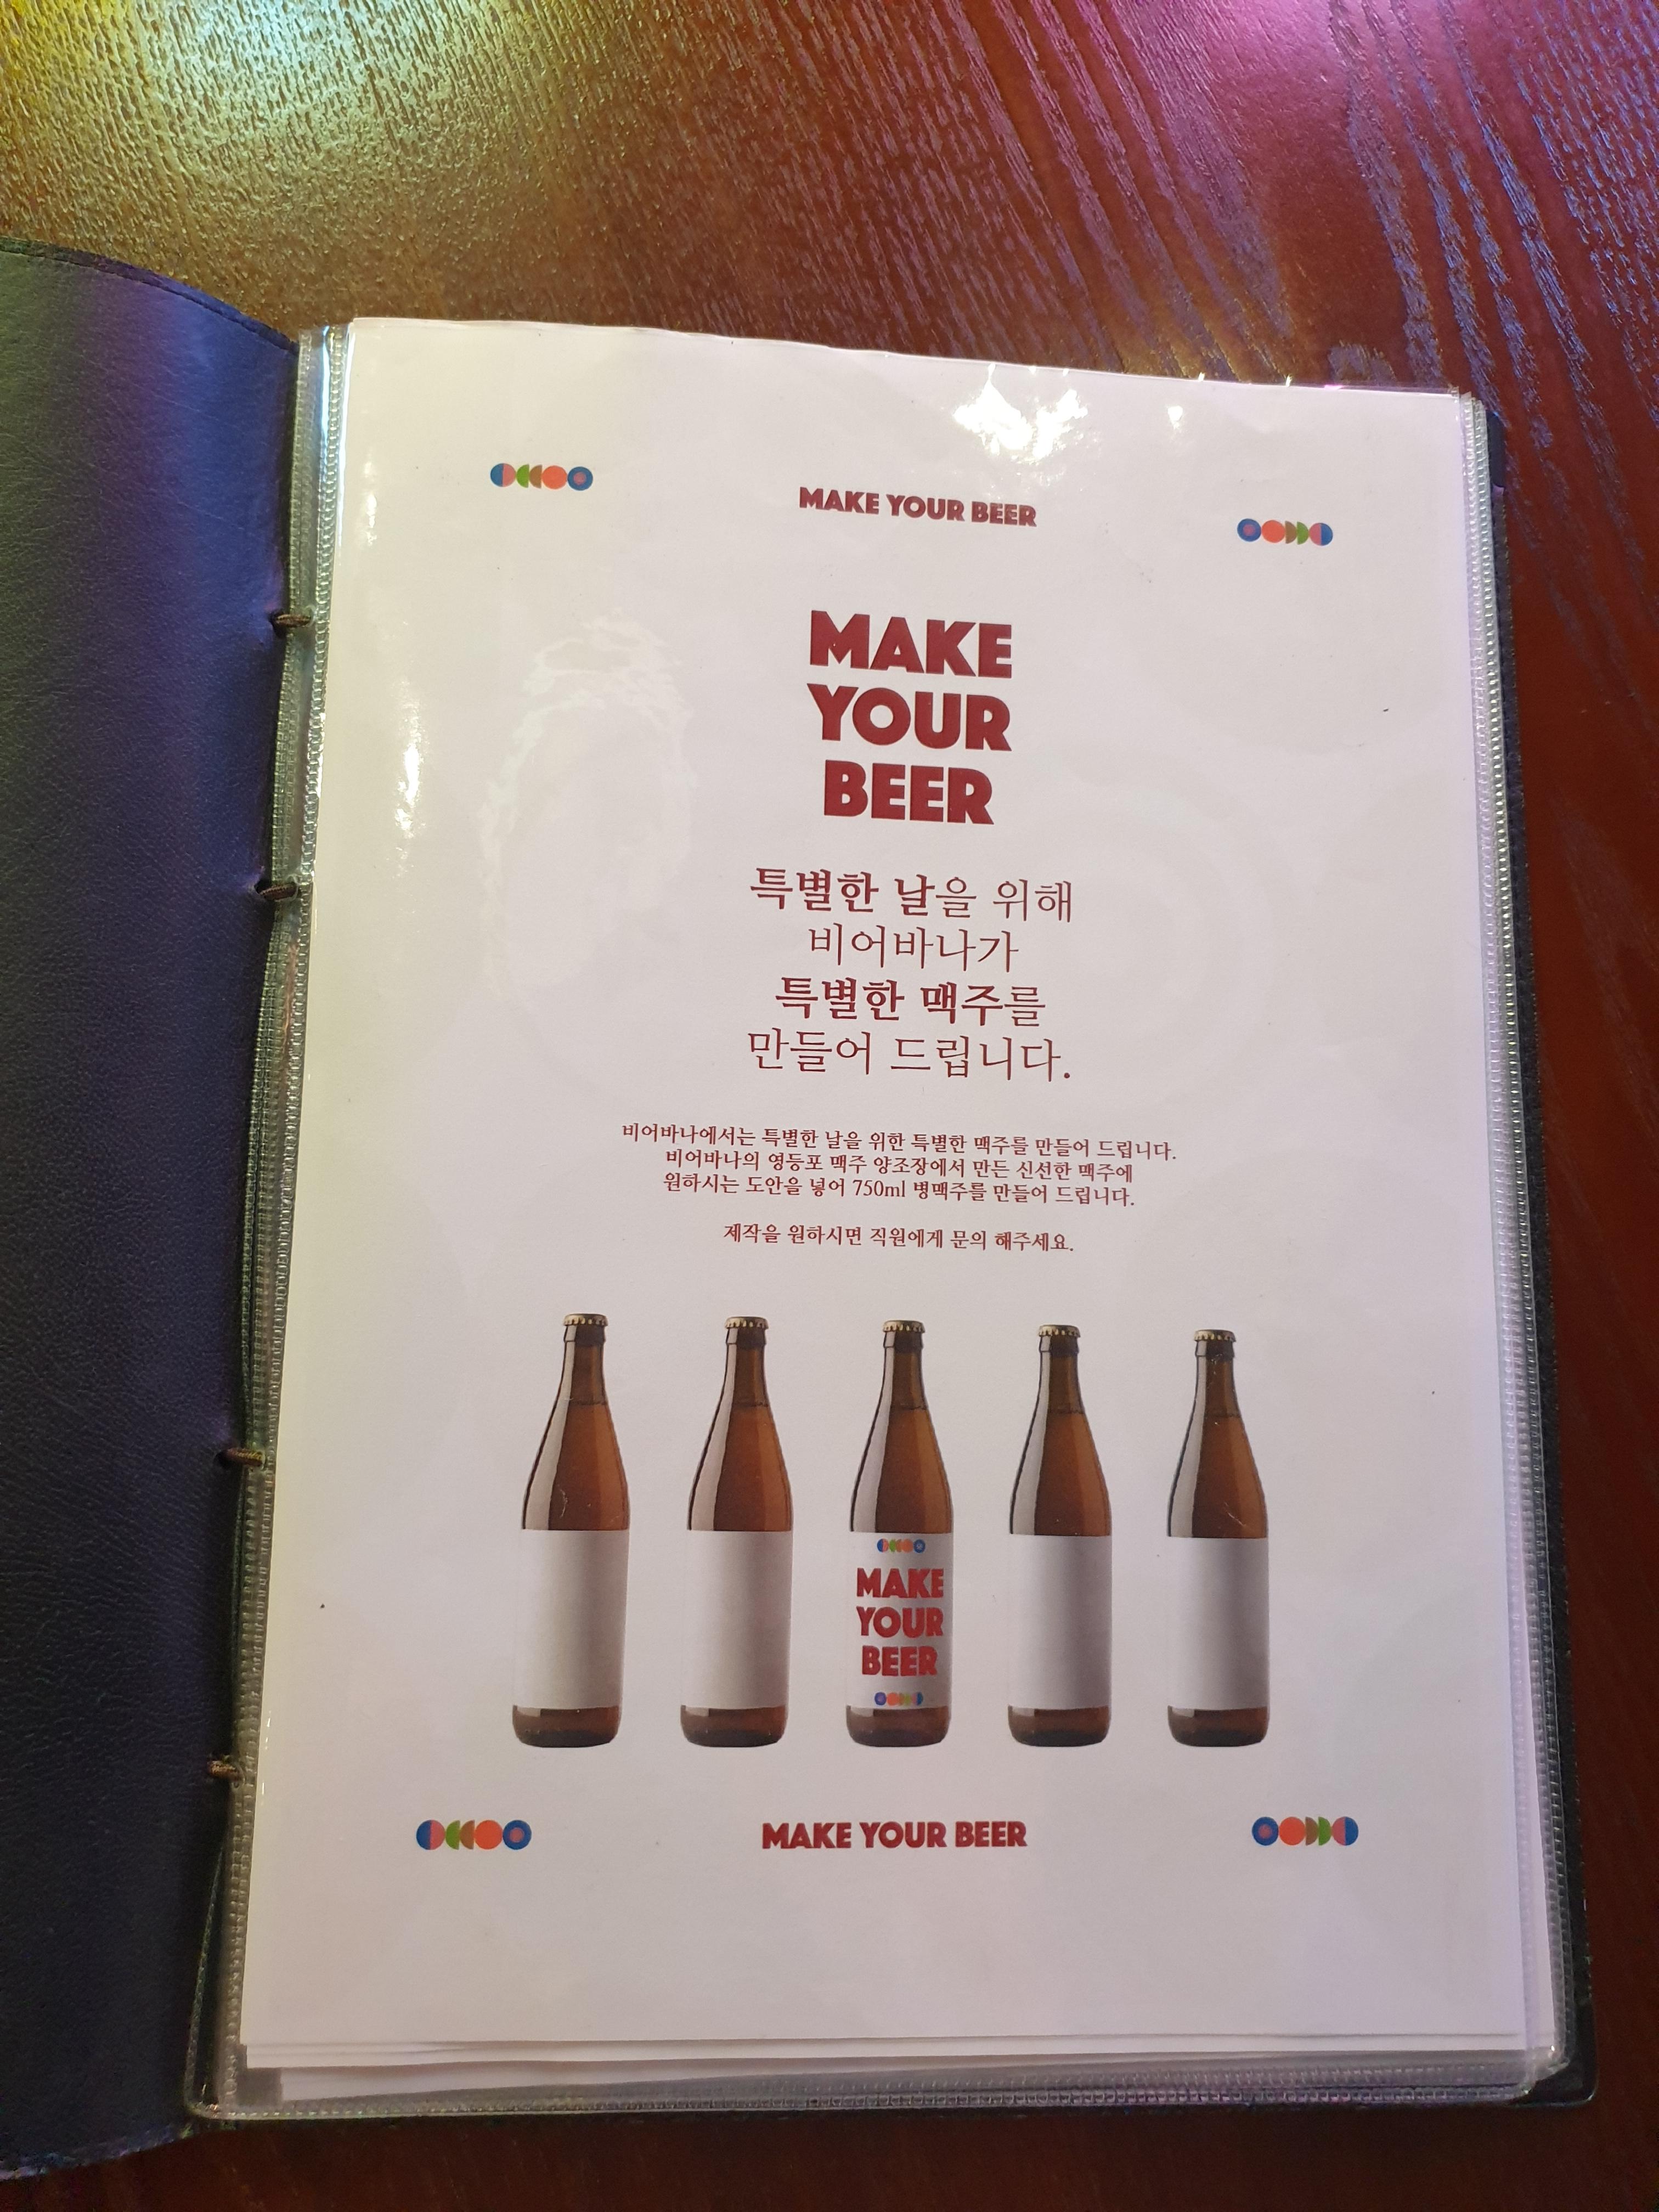 MAKE YOUR BEER
MAKE
YOUR
BEER
특별한 날을 위해
비어바나가
특별한 맥주를
만들어 드립니다.
비어바나에서는 특별한 날을 위한 특별한 맥주를 만들어 드립니다.
비어바나의 영등포 맥주 양조장에서 만든 신선한 맥주에
원하시는 도안을 넣어 750ml 병맥주를 만들어 드립니다.
제작을 원하시면 직원에게 문의 해주세요.
MAKE
YOUR
BEER
MAKE YOUR BEER